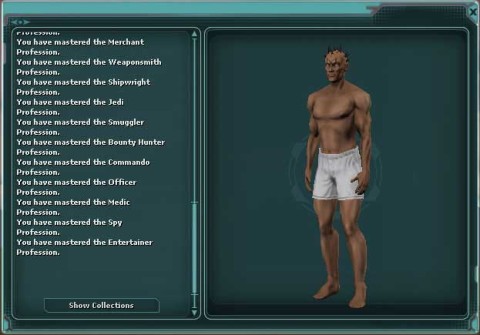 Profession.
You have mastered the Merchant
Profession.
You have mastered the Weaponsmith
Profession.
You have mastered the Shipwright
Profession.
You have mastered the Jedi
Profession.
You have mastered the Smuggler
Profession.
You have mastered the Bounty Hunter
Profession.
You have mastered the Commando
Profession.
You have mastered the Officer
Profession.
You have mastered the Medic
Profession.
You have mastered the Spy
Profession.
You have mastered the Entertainer
Profession.
Show Collections